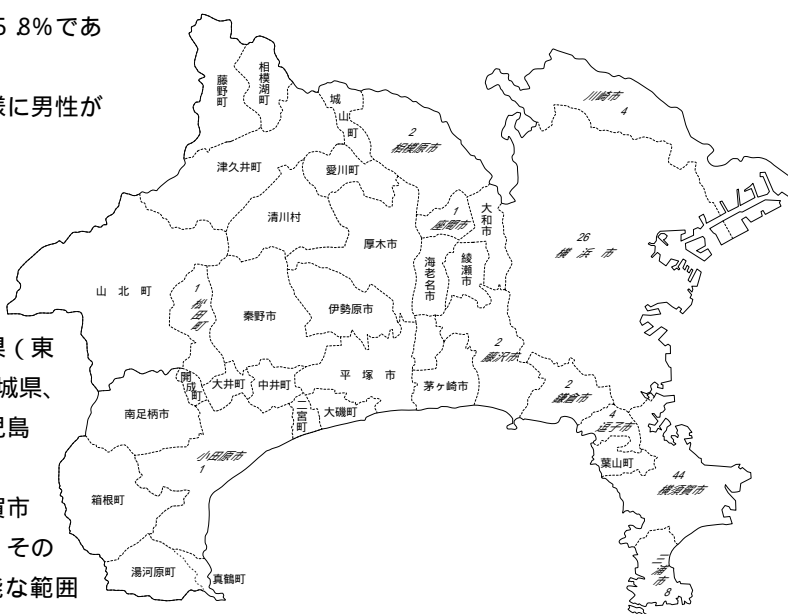 5.8%であ
様に男性が
県（東
城県、
児島
賀市
その
能な範囲
藤野町
相模湖町
城山町
2
相模原市
川崎市
4
津久井町
愛川町
清川村
厚木市
1
座間市
大和市
26
横浜市
海老名市
綾瀬市
山北町
1
松田町
秦野市
伊勢原市
2
藤沢市
開成町
大井町
中井町
平塚市
茅ヶ崎市
2
鎌倉市
南足柄市
二宮町
大磯町
4
逗子市
小田原市
1
葉山町
44
横須賀市
箱根町
三浦市
8
湯河原町
真鶴町